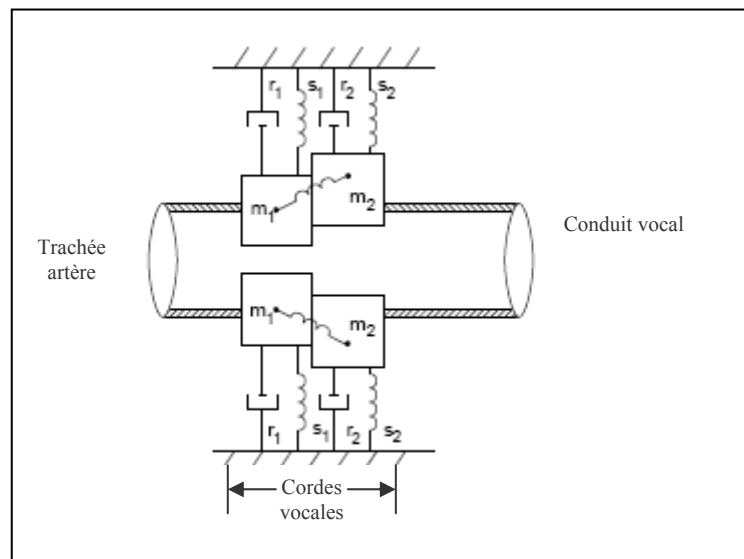 r₁ s₁ r₂ s₂
m₁ m₂
Trachée
artère
Conduit vocal
m₁ m₂
r₁ s₁ r₂ s₂
Cordes
vocales